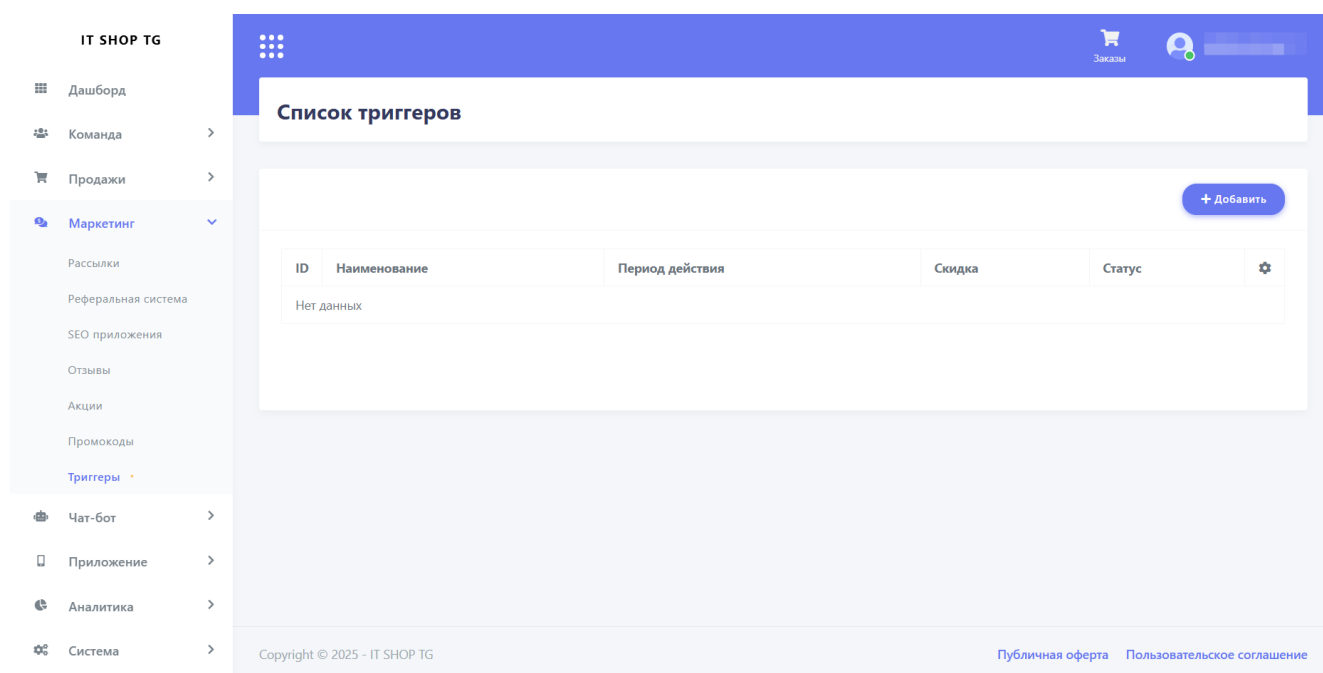 IT SHOP TG
Заказы
Дашборд
Команда
Продажи
Маркетинг
Рассылки
Реферальная система
SEO приложения
Отзывы
Акции
Промокоды
Триггеры
Чат-бот
Приложение
Аналитика
Система
Список триггеров
+ Добавить
ID Наименование Период действия Скидка Статус
Нет данных
Copyright © 2025 - IT SHOP TG
Публичная оферта Пользовательское соглашение